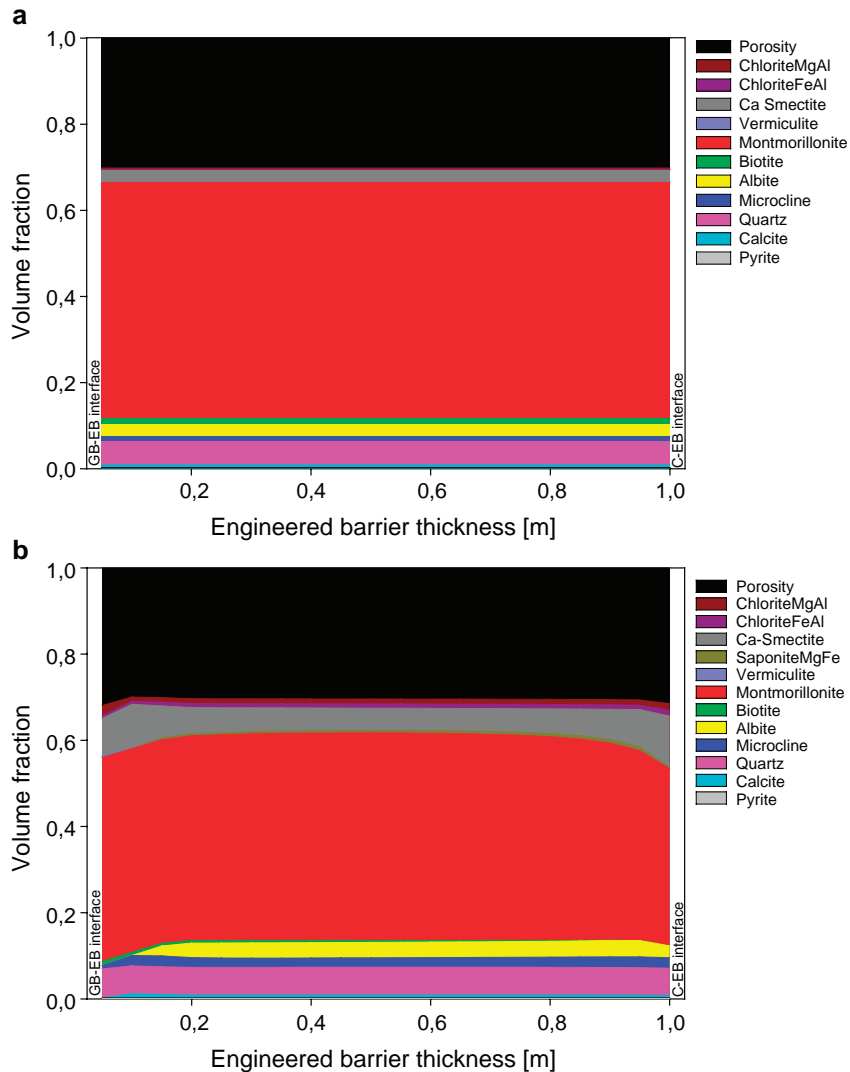 a
1,0
0,8
0,6
0,4
0,2
0,0
Volume fraction
GB-EB interface
C-EB interface
0,2
0,4
0,6
0,8
1,0
Engineered barrier thickness [m]
Porosity
ChloriteMgAl
ChloriteFeAl
Ca Smectite
Vermiculite
Montmorillonite
Biotite
Albite
Microcline
Quartz
Calcite
Pyrite
b
1,0
0,8
0,6
0,4
0,2
0,0
Volume fraction
GB-EB interface
C-EB interface
0,2
0,4
0,6
0,8
1,0
Engineered barrier thickness [m]
Porosity
ChloriteMgAl
ChloriteFeAl
Ca-Smectite
SaponiteMgFe
Vermiculite
Montmorillonite
Biotite
Albite
Microcline
Quartz
Calcite
Pyrite